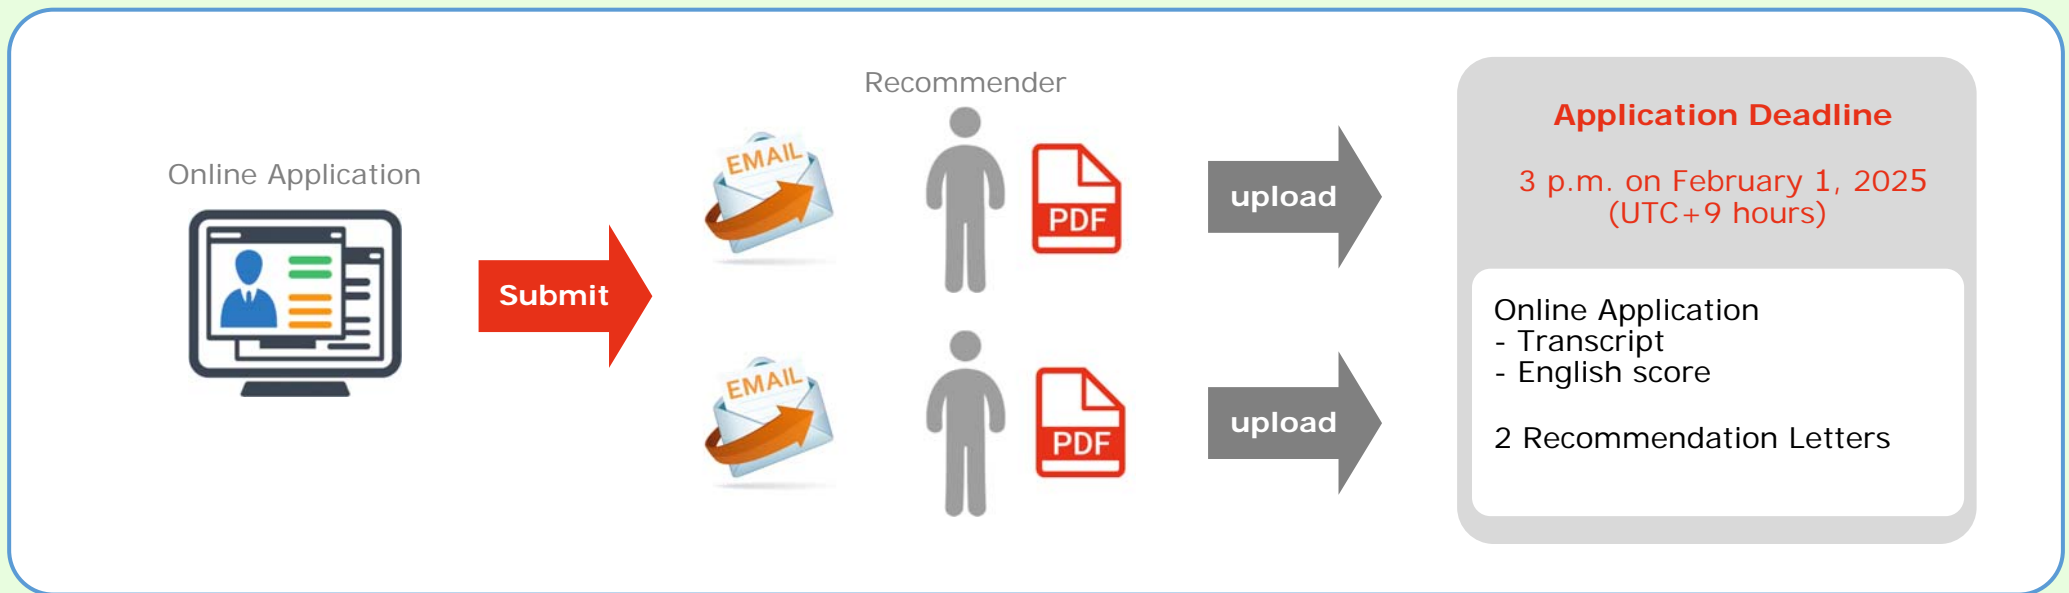 Online Application
Submit
Recommender
EMAIL
PDF
upload
EMAIL
PDF
upload
Application Deadline
3 p.m. on February 1, 2025
(UTC+9 hours)
Online Application
- Transcript
- English score
2 Recommendation Letters